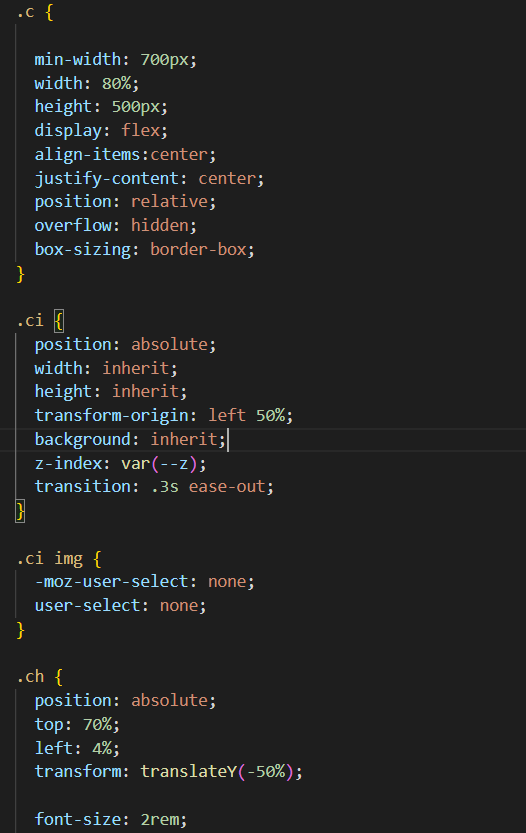 .c {
min-width: 700px;
width: 80%;
height: 500px;
display: flex;
align-items:center;
justify-content: center;
position: relative;
overflow: hidden;
box-sizing: border-box;
}
.ci {
position: absolute;
width: inherit;
height: inherit;
transform-origin: left 50%;
background: inherit;
z-index: var(--z);
transition: .3s ease-out;
}
.ci img {
-moz-user-select: none;
user-select: none;
}
.ch {
position: absolute;
top: 70%;
left: 4%;
transform: translateY(-50%);
font-size: 2rem;